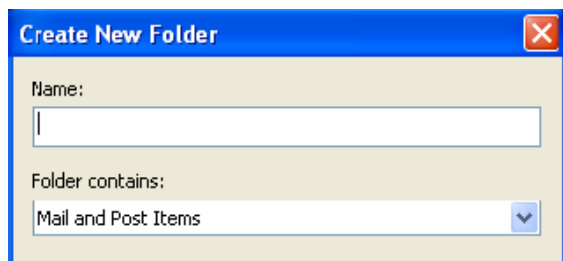 Create New Folder
Name:
Folder contains:
Mail and Post Items